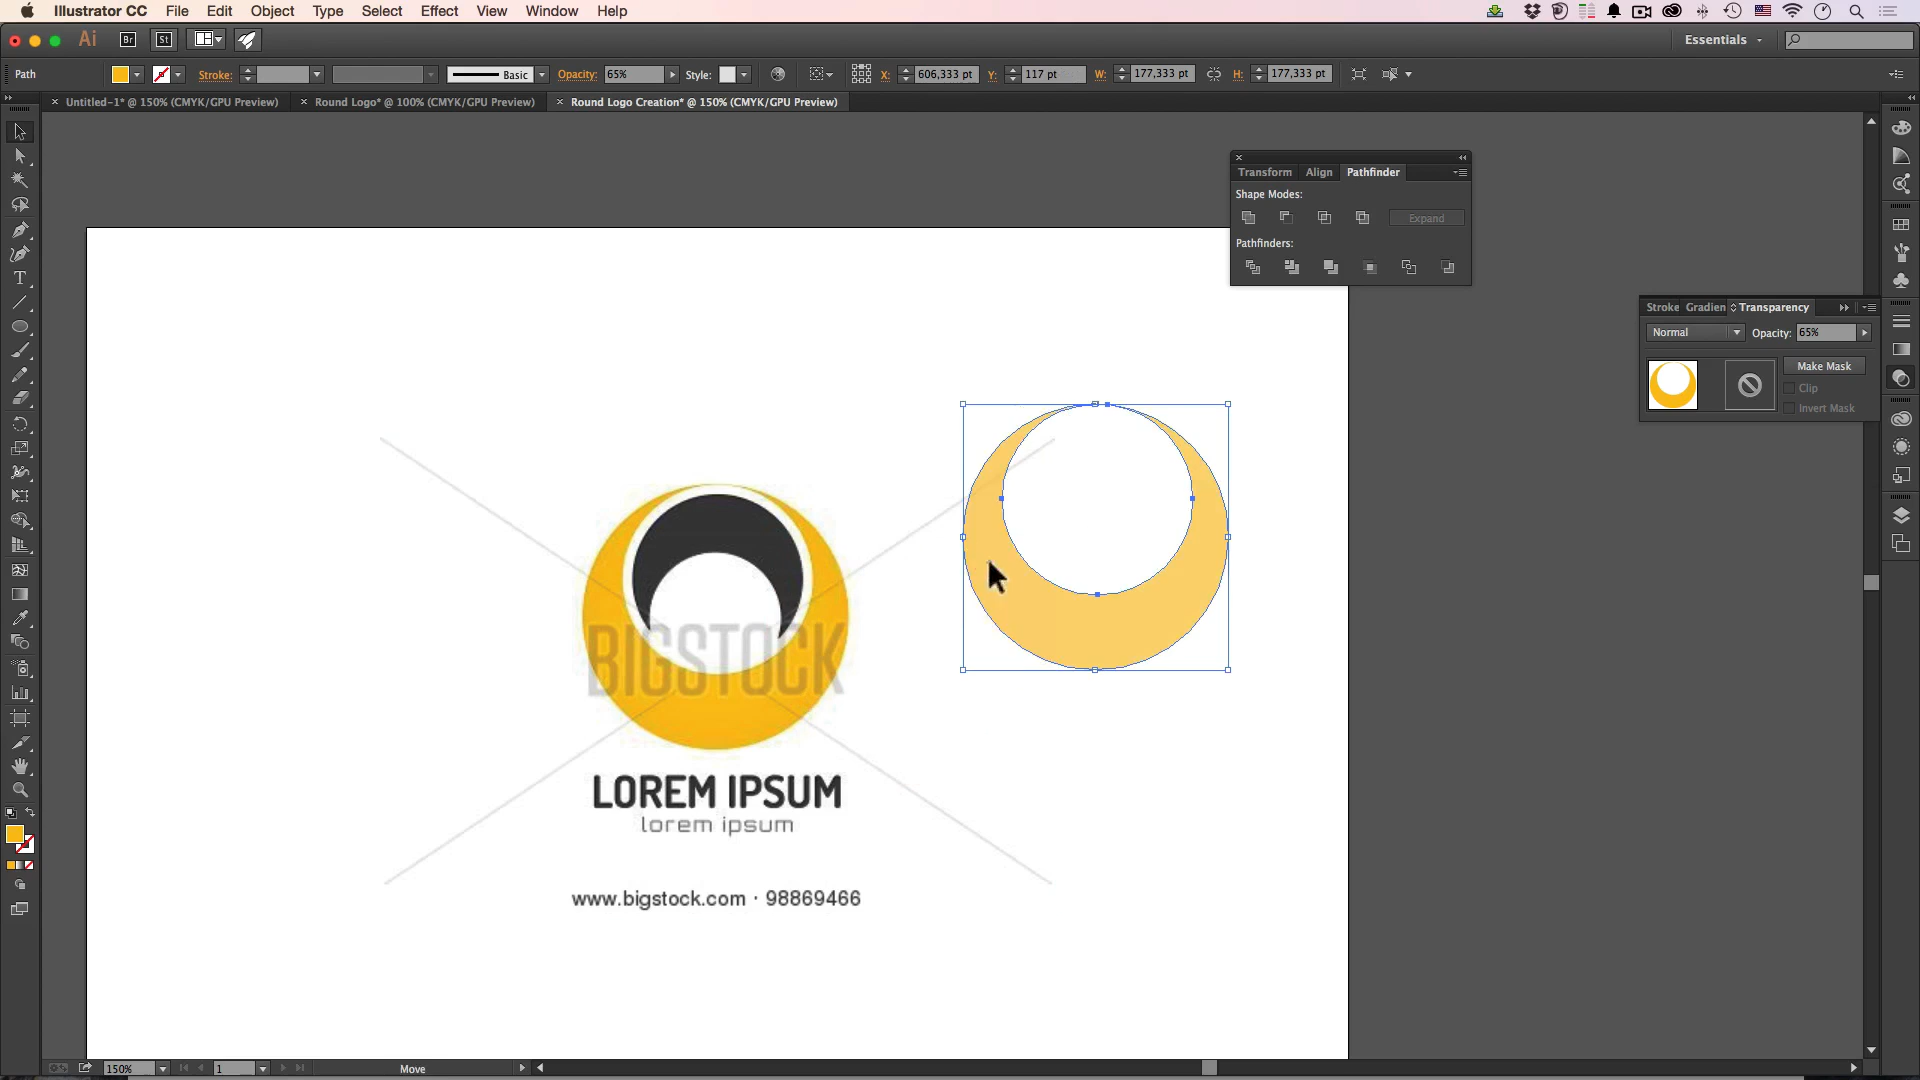 Illustrator CC File Edit Object Type Select Effect View Window Help
Ai Br St Essentials
Path Stroke: Basic Opacity: 65% Style: X: 606,333 pt Y: 117 pt W: 177,333 pt H: 177,333 pt
× Untitled-1* @ 150% (CMYK/GPU Preview) × Round Logo* @ 100% (CMYK/GPU Preview) × Round Logo Creation* @ 150% (CMYK/GPU Preview)
Transform Align Pathfinder
Shape Modes:
Expand
Pathfinders:
Stroke Gradien Transparency
Normal Opacity: 65%
Make Mask
Clip
Invert Mask
BIGSTOCK
LOREM IPSUM
lorem ipsum
www.bigstock.com · 98869466
150% 1 Move